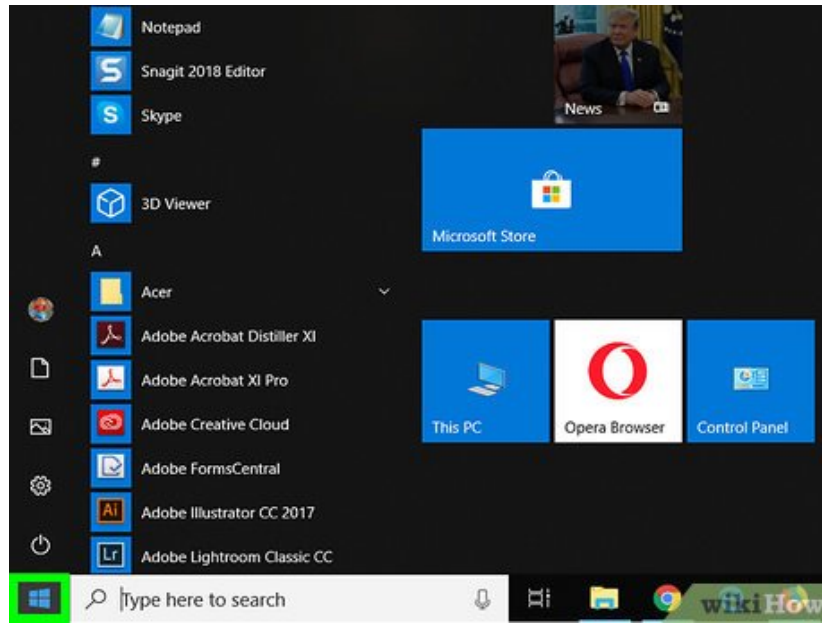 Notepad
Snagit 2018 Editor
Skype
#
3D Viewer
A
Acer
Adobe Acrobat Distiller XI
Adobe Acrobat XI Pro
Adobe Creative Cloud
Adobe FormsCentral
Ai Adobe Illustrator CC 2017
Lr Adobe Lightroom Classic CC
News
Microsoft Store
This PC
Opera Browser
Control Panel
Type here to search
wikiHow